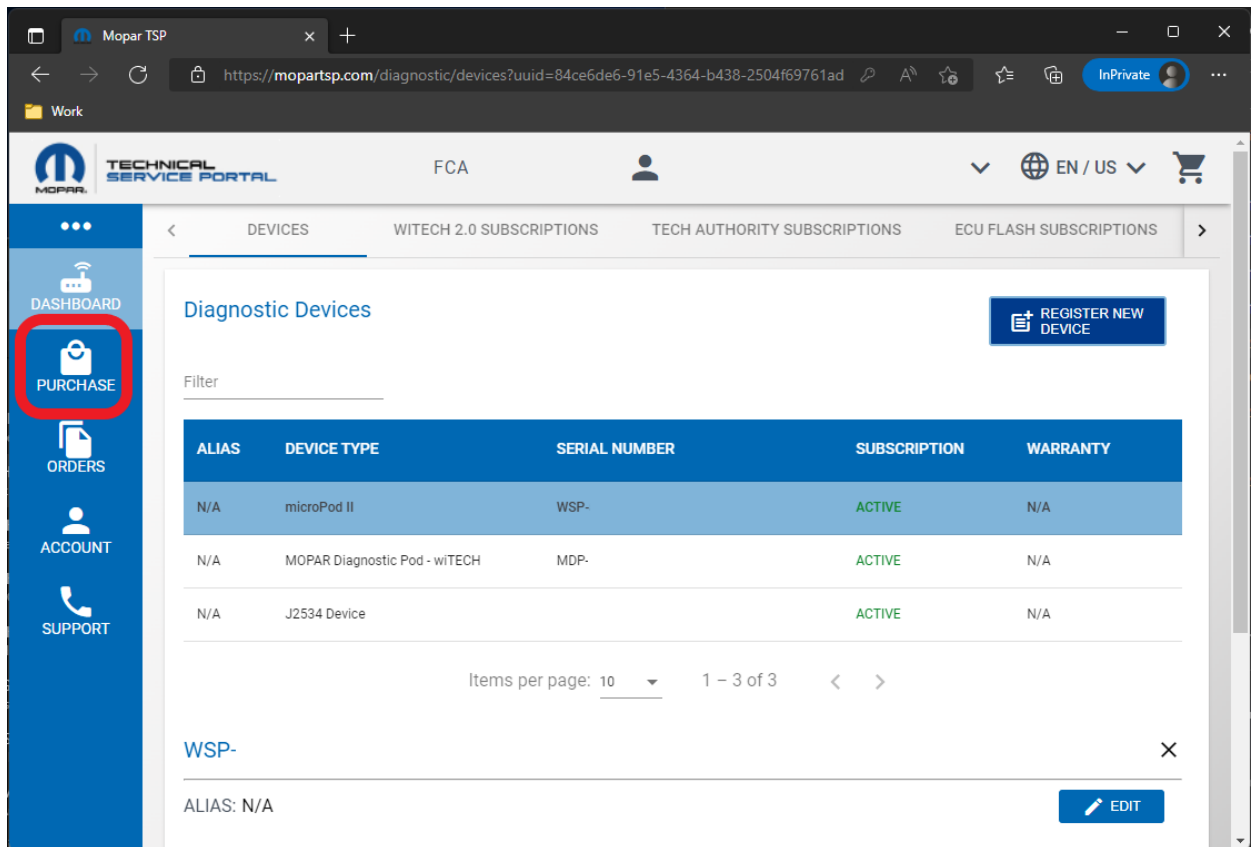 Mopar TSP
https://mopartsp.com/diagnostic/devices?uuid=84ce6de6-91e5-4364-b438-2504f69761ad
InPrivate
Work
MOPAR.
TECHNICAL
SERVICE PORTAL
FCA
EN / US
DASHBOARD
PURCHASE
ORDERS
ACCOUNT
SUPPORT
DEVICES WITECH 2.0 SUBSCRIPTIONS TECH AUTHORITY SUBSCRIPTIONS ECU FLASH SUBSCRIPTIONS
Diagnostic Devices
REGISTER NEW
DEVICE
Filter
ALIAS DEVICE TYPE SERIAL NUMBER SUBSCRIPTION WARRANTY
N/A microPod II WSP- ACTIVE N/A
N/A MOPAR Diagnostic Pod - wiTECH MDP- ACTIVE N/A
N/A J2534 Device ACTIVE N/A
Items per page: 10 1 – 3 of 3
WSP-
ALIAS: N/A
EDIT